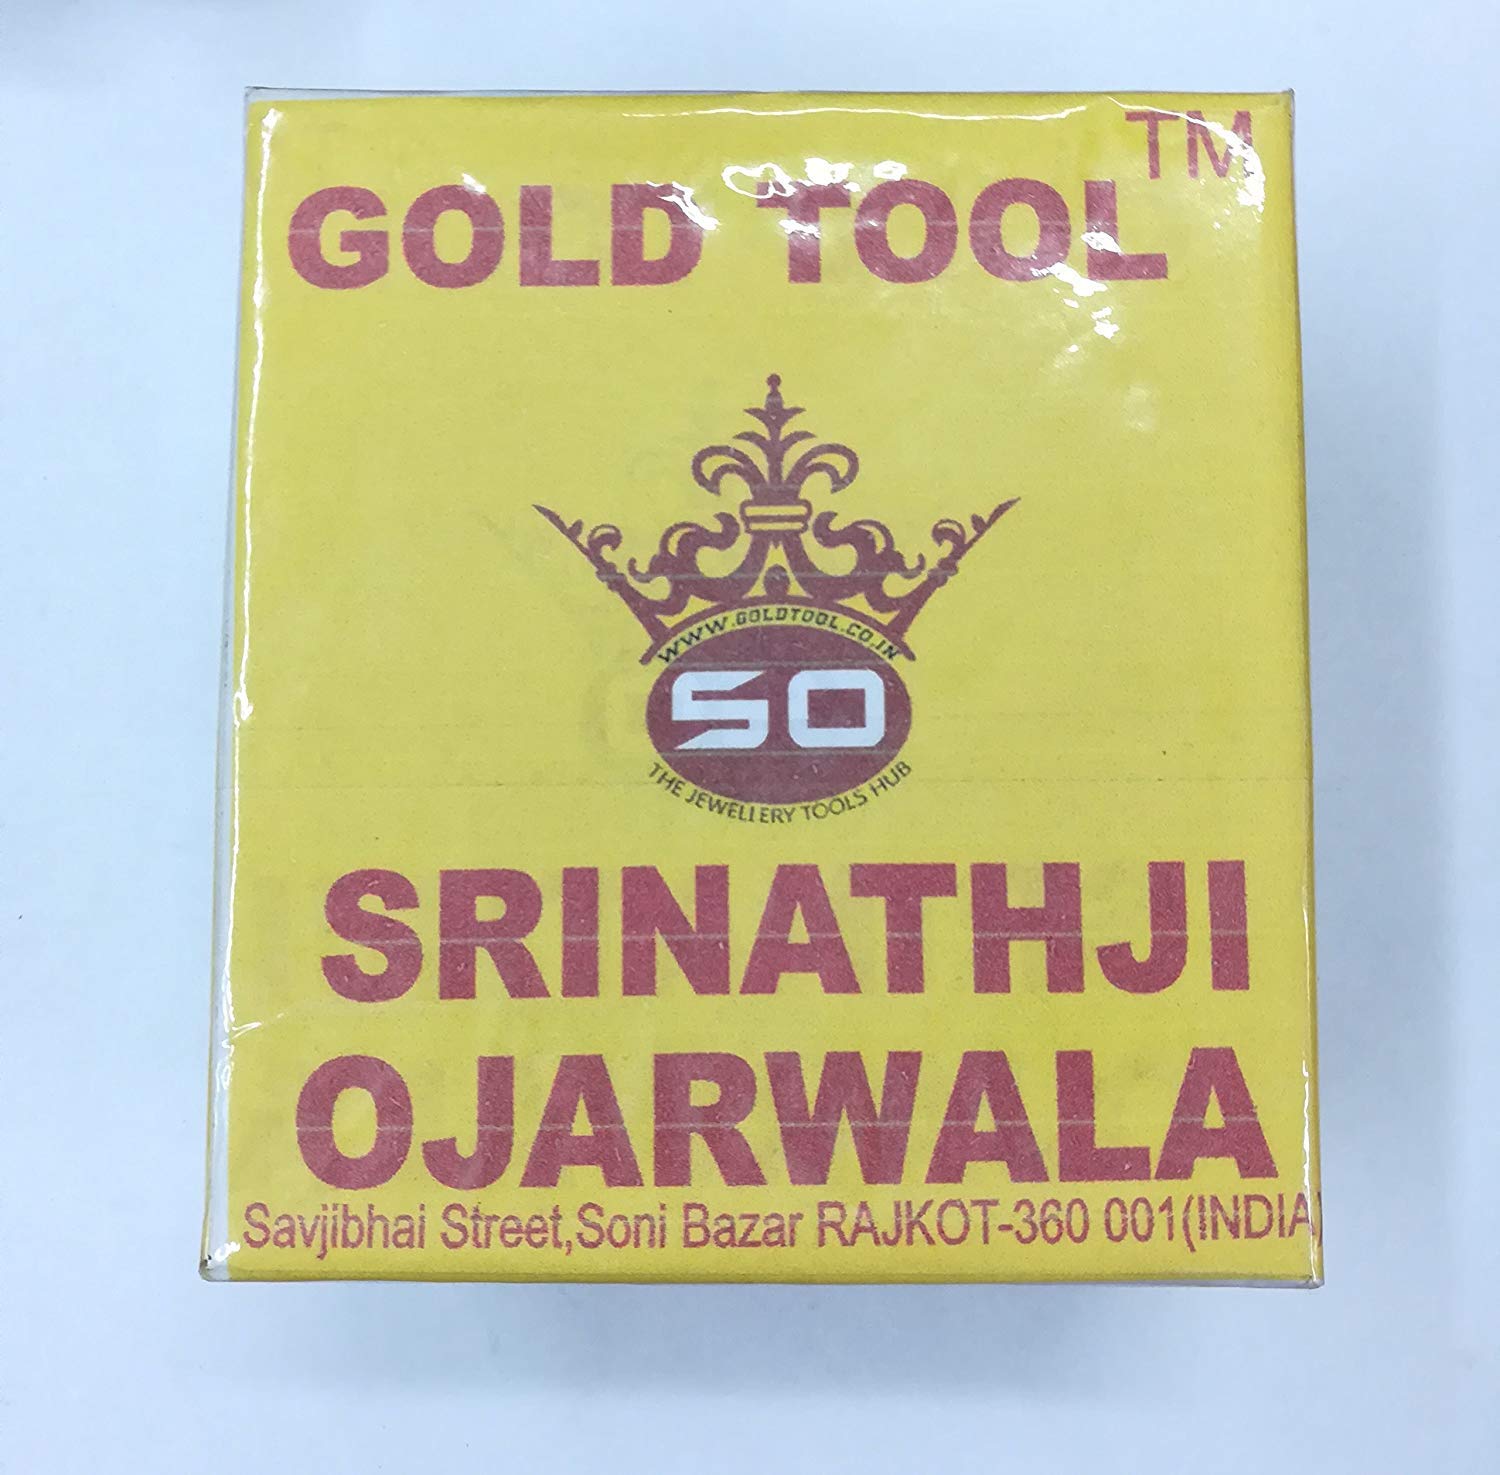 TM
GOLD TOOL
WWW.GOLDTOOL.CO.IN
SO
THE JEWELLERY TOOLS HUB
SRINATHJI
OJARWALA
Savjibhai Street,Soni Bazar RAJKOT-360 001(INDIA)